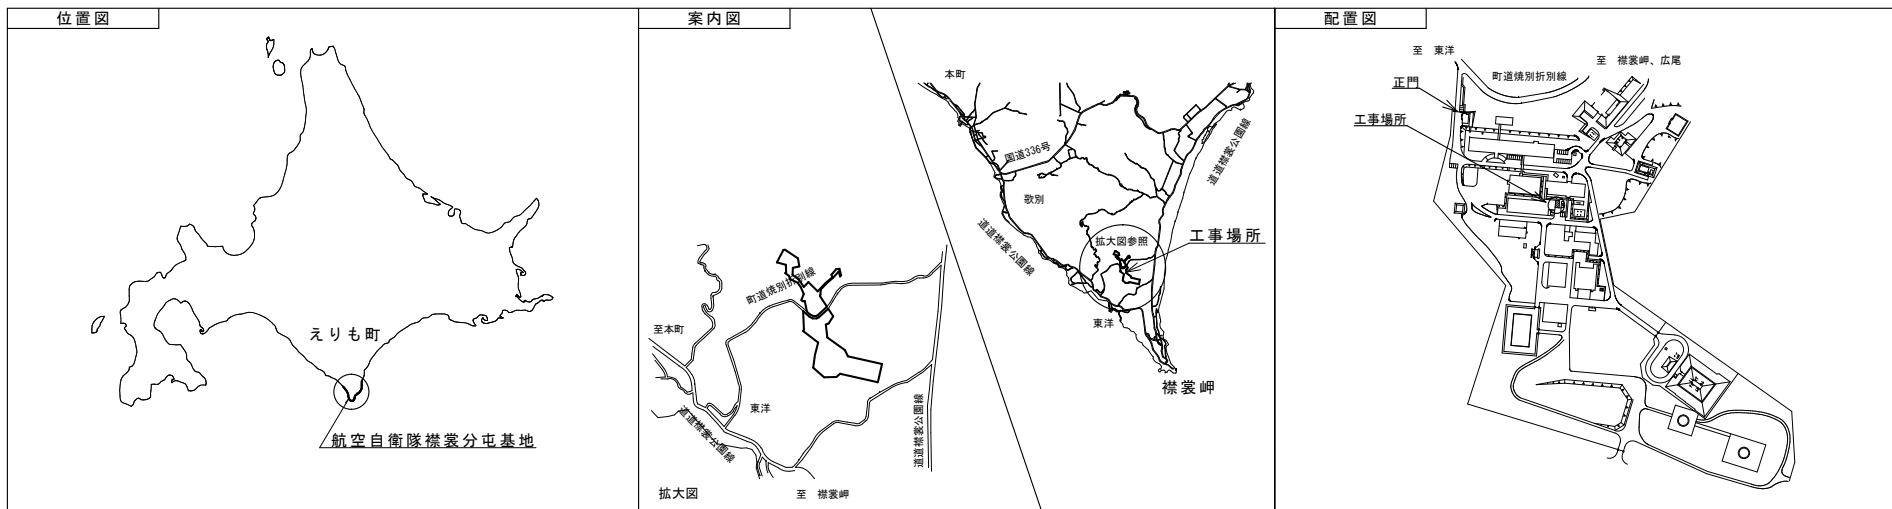 位置図
えりも町
航空自衛隊襟裳分屯基地
案内図
本町
国道336号
道道襟裳公園線
歌別
道道襟裳公園線
拡大図参照
工事場所
東洋
襟裳岬
町道焼別折別線
至本町
東洋
道道襟裳公園線
道道襟裳公園線
拡大図
至 襟裳岬
配置図
至 東洋
至 襟裳岬、広尾
町道焼別折別線
正門
工事場所